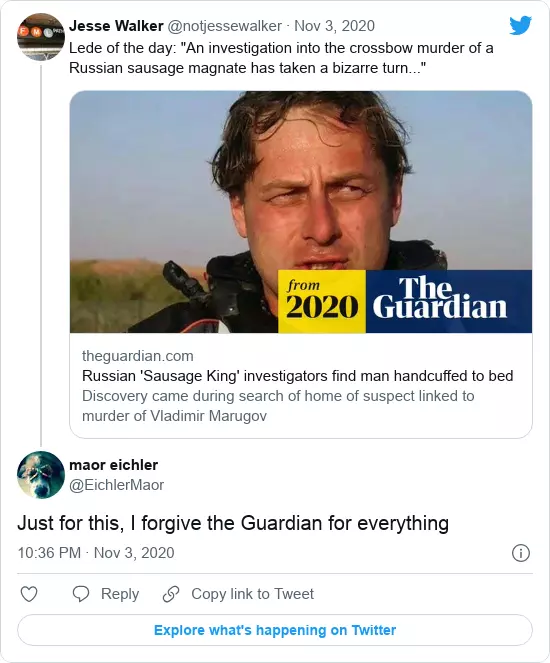 Jesse Walker @notjessewalker · Nov 3, 2020
Lede of the day: "An investigation into the crossbow murder of a
Russian sausage magnate has taken a bizarre turn..."
from
2020
The
Guardian
theguardian.com
Russian 'Sausage King' investigators find man handcuffed to bed
Discovery came during search of home of suspect linked to
murder of Vladimir Marugov
maor eichler
@EichlerMaor
Just for this, I forgive the Guardian for everything
10:36 PM · Nov 3, 2020
Reply
Copy link to Tweet
Explore what's happening on Twitter